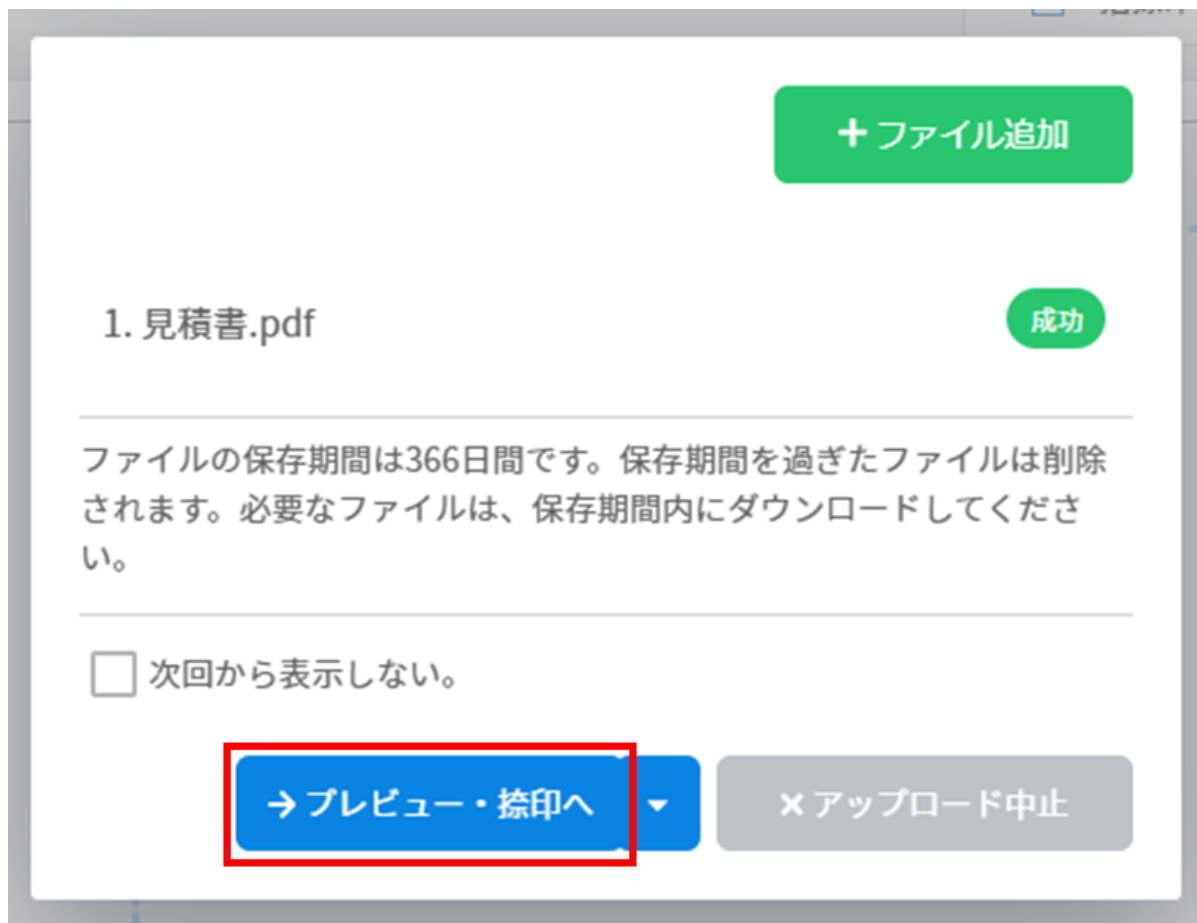 ファイル追加
1. 見積書.pdf
成功
ファイルの保存期間は366日間です。保存期間を過ぎたファイルは削除
されます。必要なファイルは、保存期間内にダウンロードしてくださ
い。
次回から表示しない。
プレビュー・捺印へ
アップロード中止